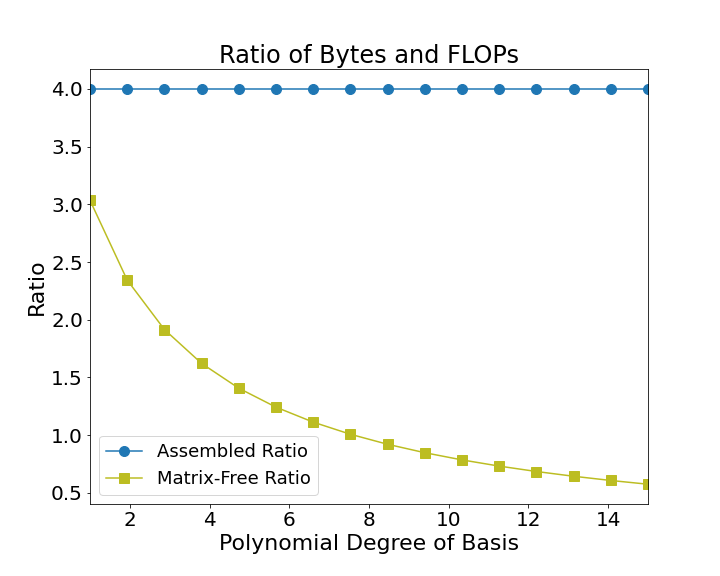 Ratio of Bytes and FLOPs
4.0
3.5
3.0
2.5
2.0
1.5
1.0
0.5
Ratio
Assembled Ratio
Matrix-Free Ratio
2 4 6 8 10 12 14
Polynomial Degree of Basis